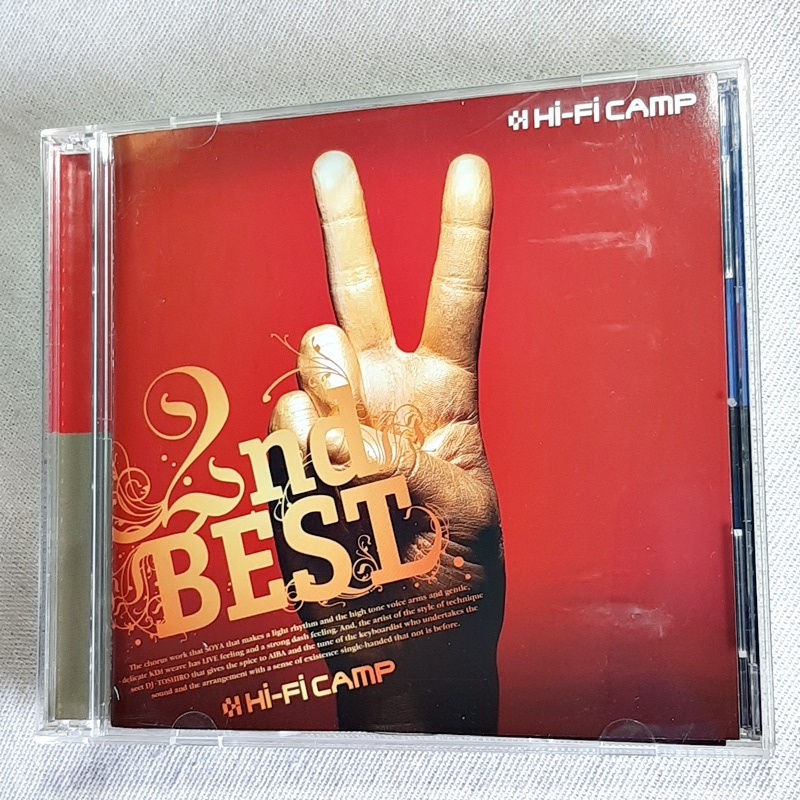 Hi-Fi CAMP
2nd
BEST
The chorus work that SOYA that makes a light rhythm and the high tone voice arms and gentle,
delicate KIM weave has LIVE feeling and a strong dash feeling. And, the artist of the style of technique
sect DJ-TOSHIRO that gives the spice to AIBA and the tune of the keyboardist who undertakes the
sound and the arrangement with a sense of existence single-handed that not is before.
Hi-Fi CAMP